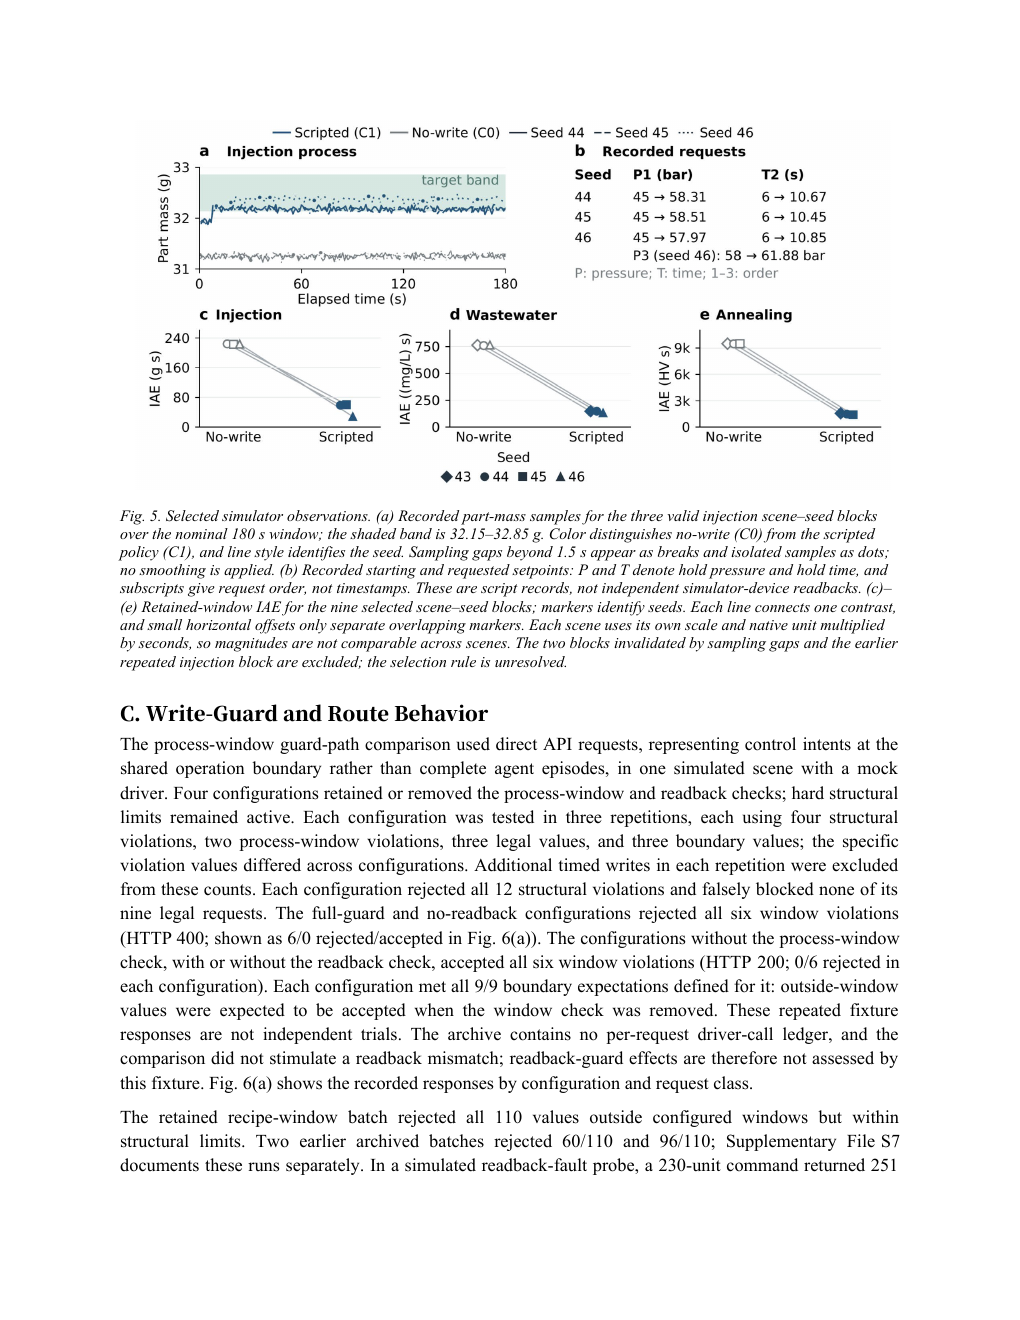 Scripted (C1) No-write (C0) Seed 44 Seed 45 Seed 46
a Injection process
33
32
31
Part mass (g)
target band
0 60 120 180
Elapsed time (s)
b Recorded requests
Seed P1 (bar) T2 (s)
44 45 → 58.31 6 → 10.67
45 45 → 58.51 6 → 10.45
46 45 → 57.97 6 → 10.85
P3 (seed 46): 58 → 61.88 bar
P: pressure; T: time; 1–3: order
c Injection
240
160
80
0
IAE (g s)
No-write Scripted
d Wastewater
750
500
250
0
IAE ((mg/L) s)
No-write Scripted
e Annealing
9k
6k
3k
0
IAE (HV s)
No-write Scripted
Seed
43 44 45 46
Fig. 5. Selected simulator observations. (a) Recorded part-mass samples for the three valid injection scene–seed blocks
over the nominal 180 s window; the shaded band is 32.15–32.85 g. Color distinguishes no-write (C0) from the scripted
policy (C1), and line style identifies the seed. Sampling gaps beyond 1.5 s appear as breaks and isolated samples as dots;
no smoothing is applied. (b) Recorded starting and requested setpoints: P and T denote hold pressure and hold time, and
subscripts give request order, not timestamps. These are script records, not independent simulator-device readbacks. (c)–
(e) Retained-window IAE for the nine selected scene–seed blocks; markers identify seeds. Each line connects one contrast,
and small horizontal offsets only separate overlapping markers. Each scene uses its own scale and native unit multiplied
by seconds, so magnitudes are not comparable across scenes. The two blocks invalidated by sampling gaps and the earlier
repeated injection block are excluded; the selection rule is unresolved.
C. Write-Guard and Route Behavior
The process-window guard-path comparison used direct API requests, representing control intents at the
shared operation boundary rather than complete agent episodes, in one simulated scene with a mock
driver. Four configurations retained or removed the process-window and readback checks; hard structural
limits remained active. Each configuration was tested in three repetitions, each using four structural
violations, two process-window violations, three legal values, and three boundary values; the specific
violation values differed across configurations. Additional timed writes in each repetition were excluded
from these counts. Each configuration rejected all 12 structural violations and falsely blocked none of its
nine legal requests. The full-guard and no-readback configurations rejected all six window violations
(HTTP 400; shown as 6/0 rejected/accepted in Fig. 6(a)). The configurations without the process-window
check, with or without the readback check, accepted all six window violations (HTTP 200; 0/6 rejected in
each configuration). Each configuration met all 9/9 boundary expectations defined for it: outside-window
values were expected to be accepted when the window check was removed. These repeated fixture
responses are not independent trials. The archive contains no per-request driver-call ledger, and the
comparison did not stimulate a readback mismatch; readback-guard effects are therefore not assessed by
this fixture. Fig. 6(a) shows the recorded responses by configuration and request class.
The retained recipe-window batch rejected all 110 values outside configured windows but within
structural limits. Two earlier archived batches rejected 60/110 and 96/110; Supplementary File S7
documents these runs separately. In a simulated readback-fault probe, a 230-unit command returned 251